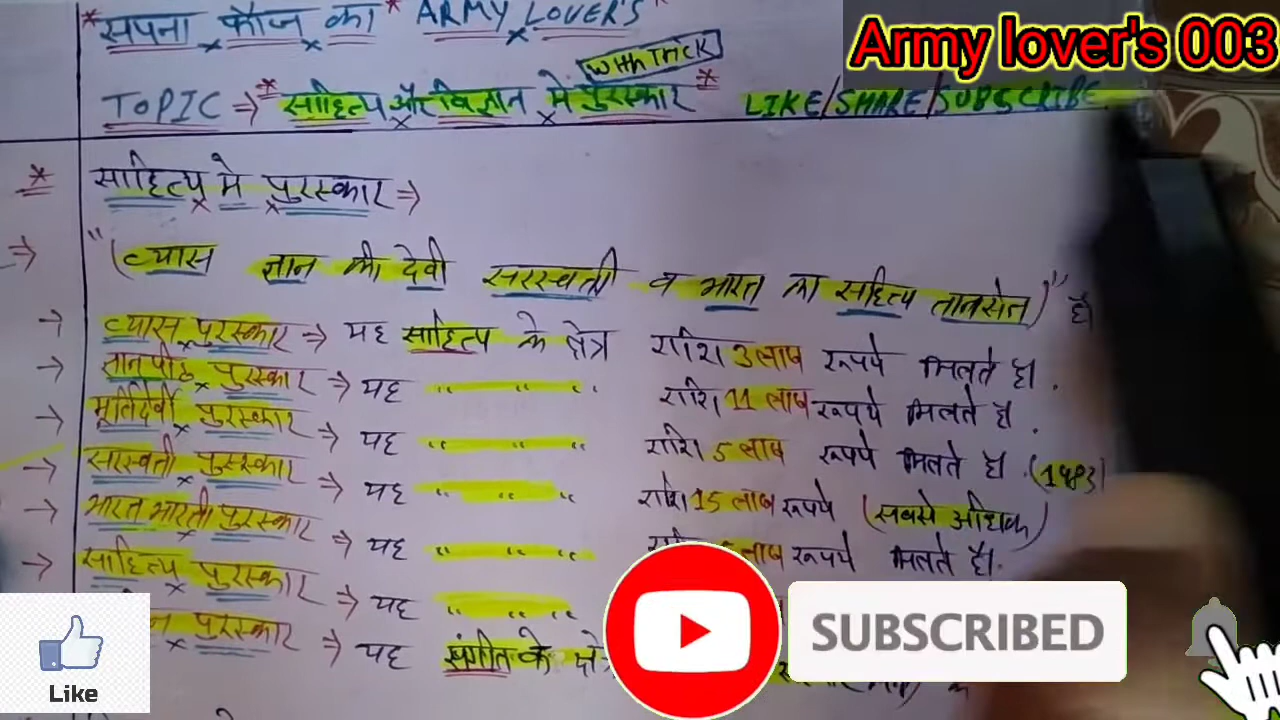 * सपना फौज का * ARMY LOVER'S "
Army lover's 003
With Trick
TOPIC ⇒ * साहित्य और विज्ञान मे पुरस्कार * LIKE/SHARE/SUBSCRIBE
* साहित्य मे पुरस्कार ⇒
⇒ " (व्यास ज्ञान की देवी सरस्वती व भारत का सहित्य तानसेन)" है
→ व्यास पुरस्कार ⇒ यह साहित्य के क्षेत्र राशि 3 लाख रूपये मिलते है।
→ ज्ञानपीठ पुरस्कार ⇒ यह " " " राशि 11 लाख रूपये मिलते है.
→ मूर्तिदेवी पुरस्कार ⇒ यह " " " राशि 5 लाख रूपये मिलते है। (1983)
→ सरस्वती पुरस्कार ⇒ यह " " " राशि 15 लाख रूपये (सबसे अधिक)
→ भारत भारती पुरस्कार ⇒ यह " " " लाख रूपये मिलते है।
→ साहित्य पुरस्कार ⇒ यह " " "
पुरस्कार ⇒ यह संगीत के क्षेत्र
Like
SUBSCRIBED